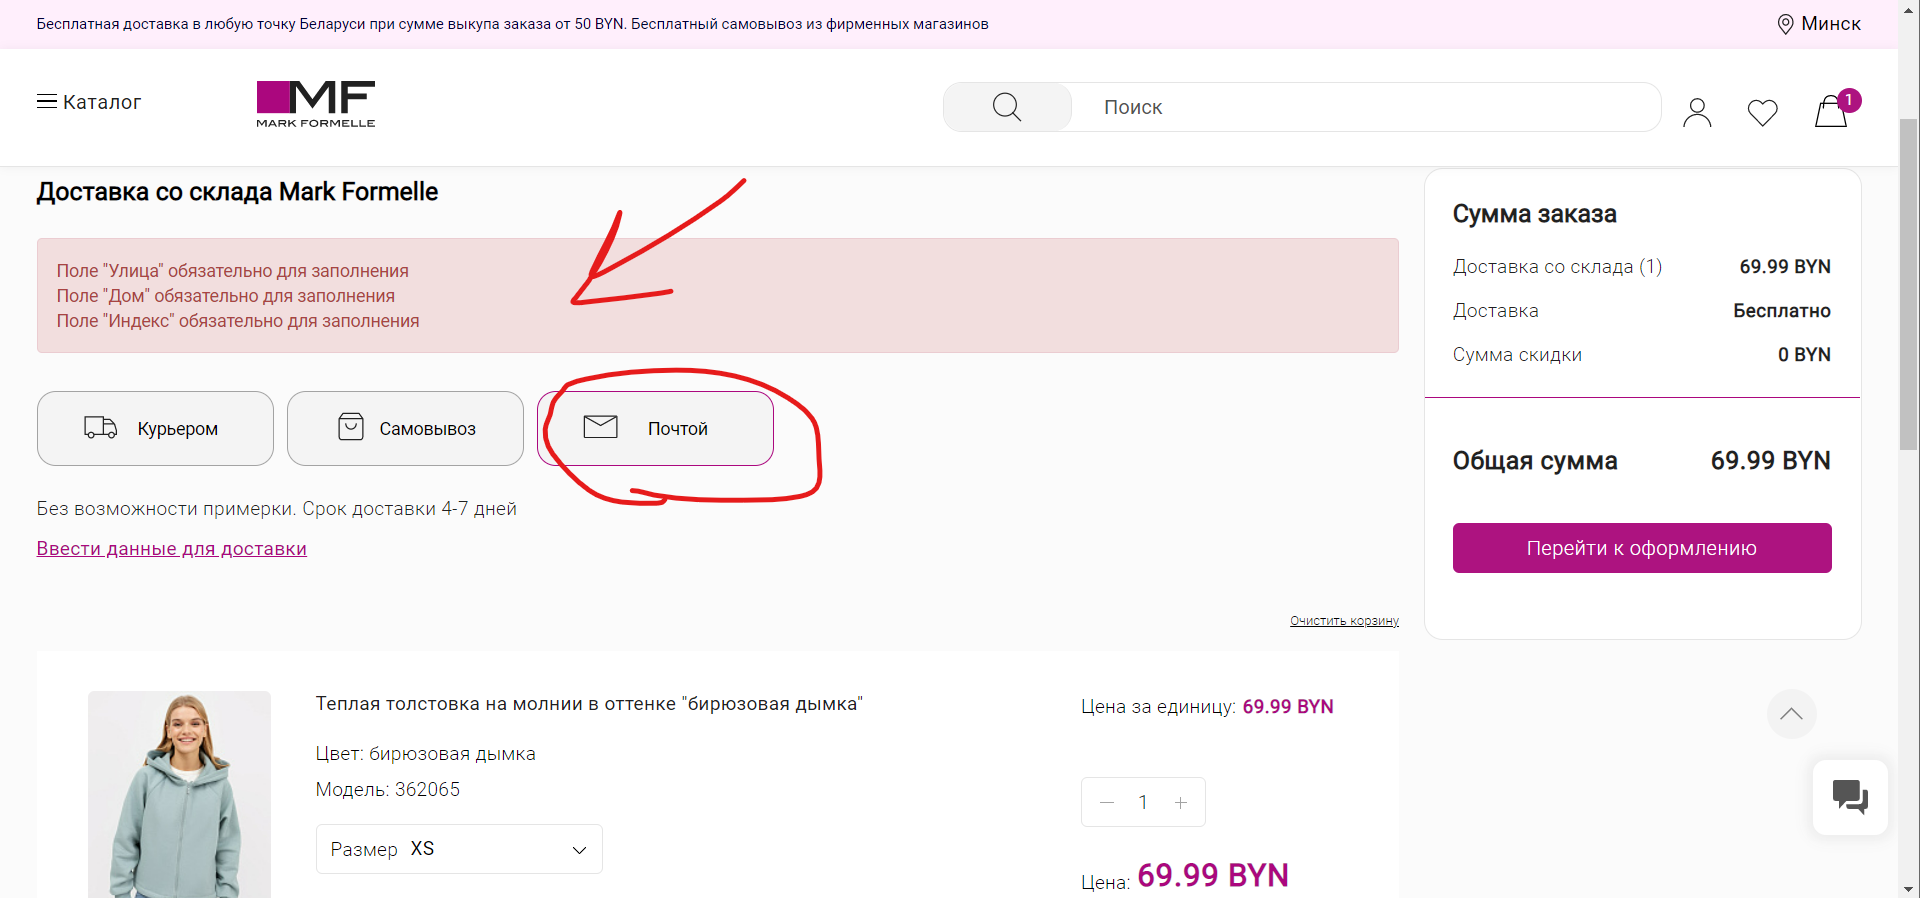 Бесплатная доставка в любую точку Беларуси при сумме выкупа заказа от 50 BYN. Бесплатный самовывоз из фирменных магазинов
Минск
Каталог
MF
MARK FORMELLE
Поиск
1
Доставка со склада Mark Formelle
Поле "Улица" обязательно для заполнения
Поле "Дом" обязательно для заполнения
Поле "Индекс" обязательно для заполнения
Курьером
Самовывоз
Почтой
Без возможности примерки. Срок доставки 4-7 дней
Ввести данные для доставки
Сумма заказа
Доставка со склада (1) 69.99 BYN
Доставка Бесплатно
Сумма скидки 0 BYN
Общая сумма 69.99 BYN
Перейти к оформлению
Очистить корзину
Теплая толстовка на молнии в оттенке "бирюзовая дымка"
Цвет: бирюзовая дымка
Модель: 362065
Размер XS
Цена за единицу: 69.99 BYN
1
Цена: 69.99 BYN